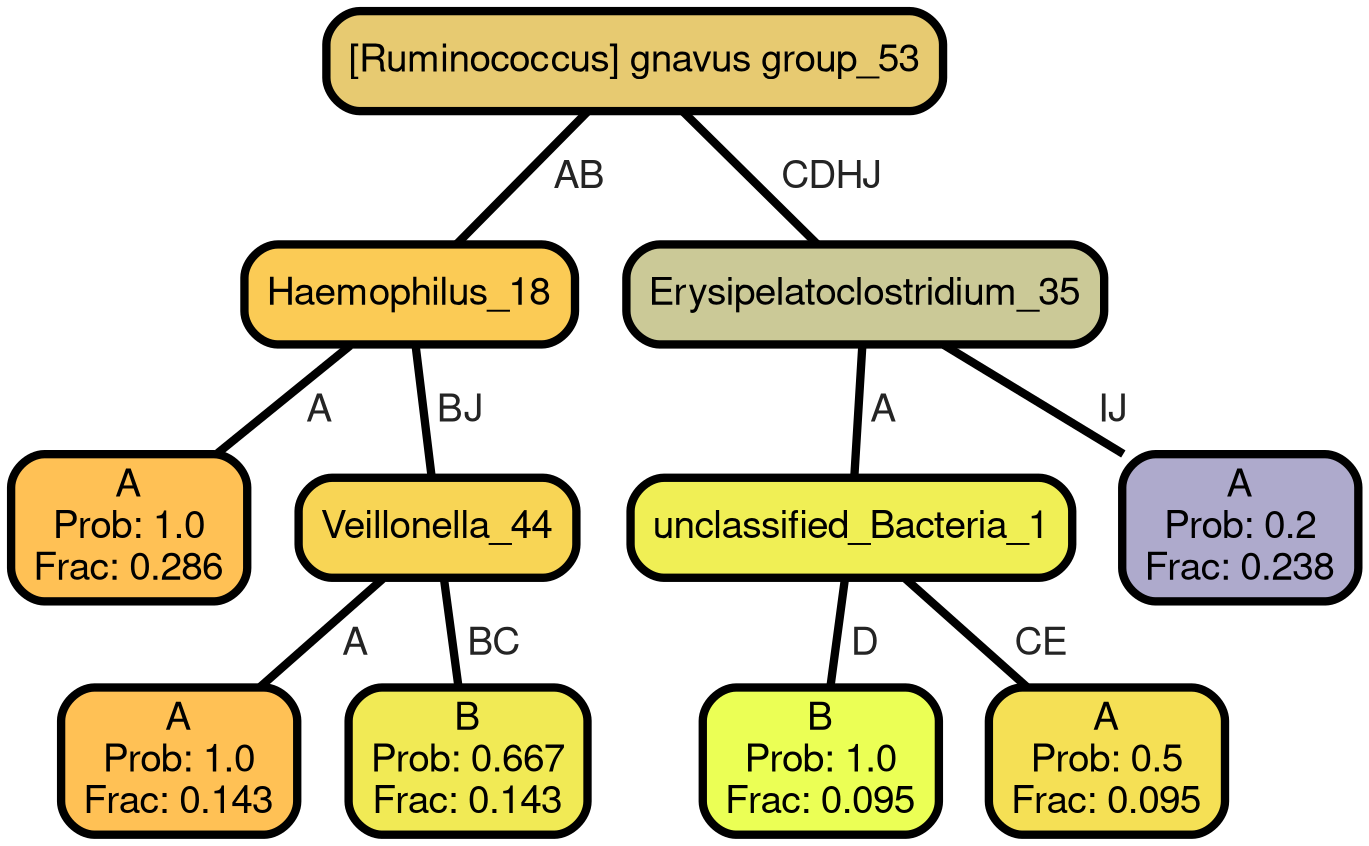 [Ruminococcus] gnavus group_53
AB
CDHJ
Haemophilus_18
Erysipelatoclostridium_35
A
BJ
A
IJ
A
Prob: 1.0
Frac: 0.286
Veillonella_44
unclassified_Bacteria_1
A
Prob: 0.2
Frac: 0.238
A
BC
D
CE
A
Prob: 1.0
Frac: 0.143
B
Prob: 0.667
Frac: 0.143
B
Prob: 1.0
Frac: 0.095
A
Prob: 0.5
Frac: 0.095